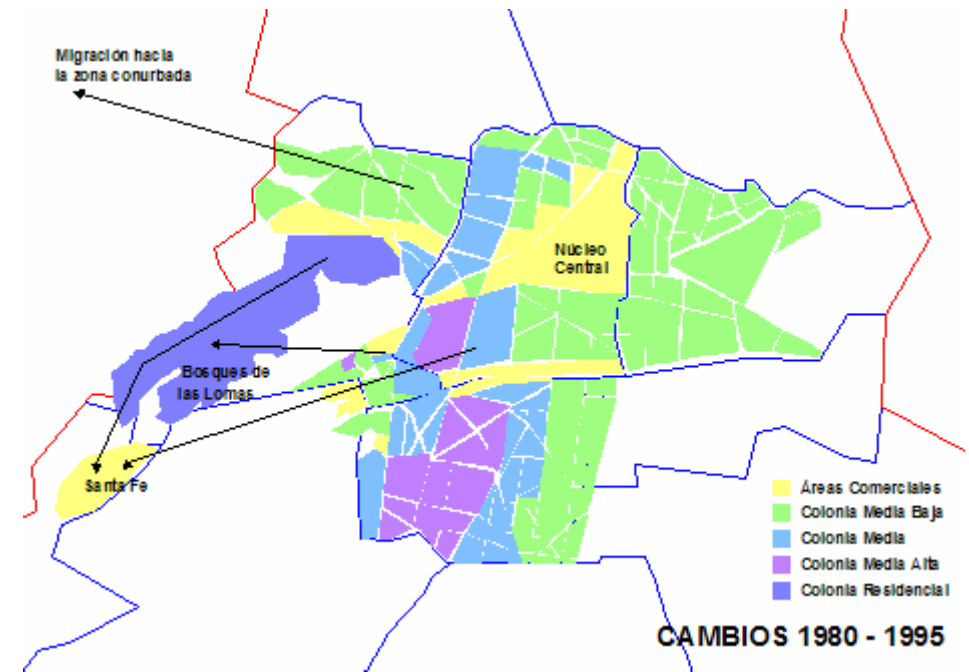 Migración hacia
la zona conurbada
Núcleo
Central
Bosques de
las Lomas
Santa Fe
Areas Comerciales
Colonia Media Baja
Colonia Media
Colonia Media Alta
Colonia Residencial
CAMBIOS 1980 - 1995